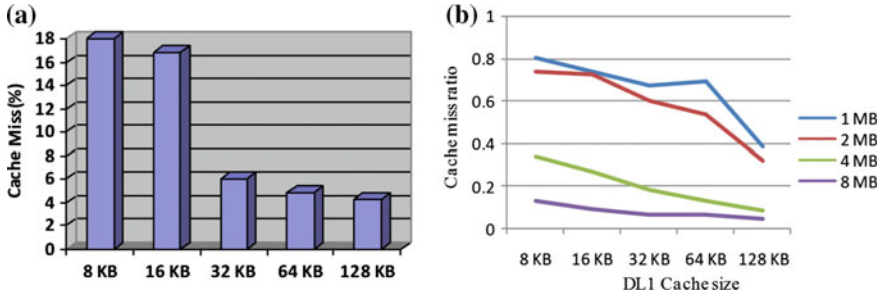 (a)
Cache Miss(%)
18
16
14
12
10
8
6
4
2
0
8 KB 16 KB 32 KB 64 KB 128 KB
(b)
Cache miss ratio
1
0.8
0.6
0.4
0.2
0
8 KB 16 KB 32 KB 64 KB 128 KB
DL1 Cache size
1 MB
2 MB
4 MB
8 MB